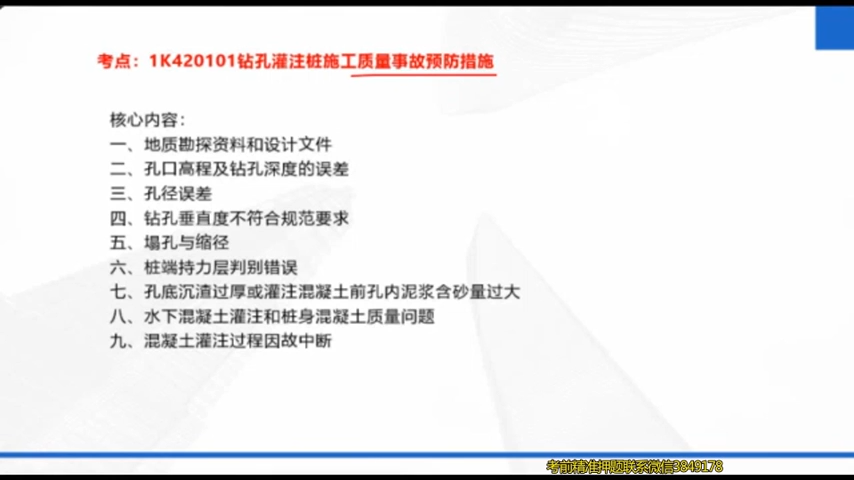 考点：1K420101钻孔灌注桩施工质量事故预防措施
核心内容：
一、地质勘探资料和设计文件
二、孔口高程及钻孔深度的误差
三、孔径误差
四、钻孔垂直度不符合规范要求
五、塌孔与缩径
六、桩端持力层判别错误
七、孔底沉渣过厚或灌注混凝土前孔内泥浆含砂量过大
八、水下混凝土灌注和桩身混凝土质量问题
九、混凝土灌注过程因故中断
考前精准押题联系微信3849178